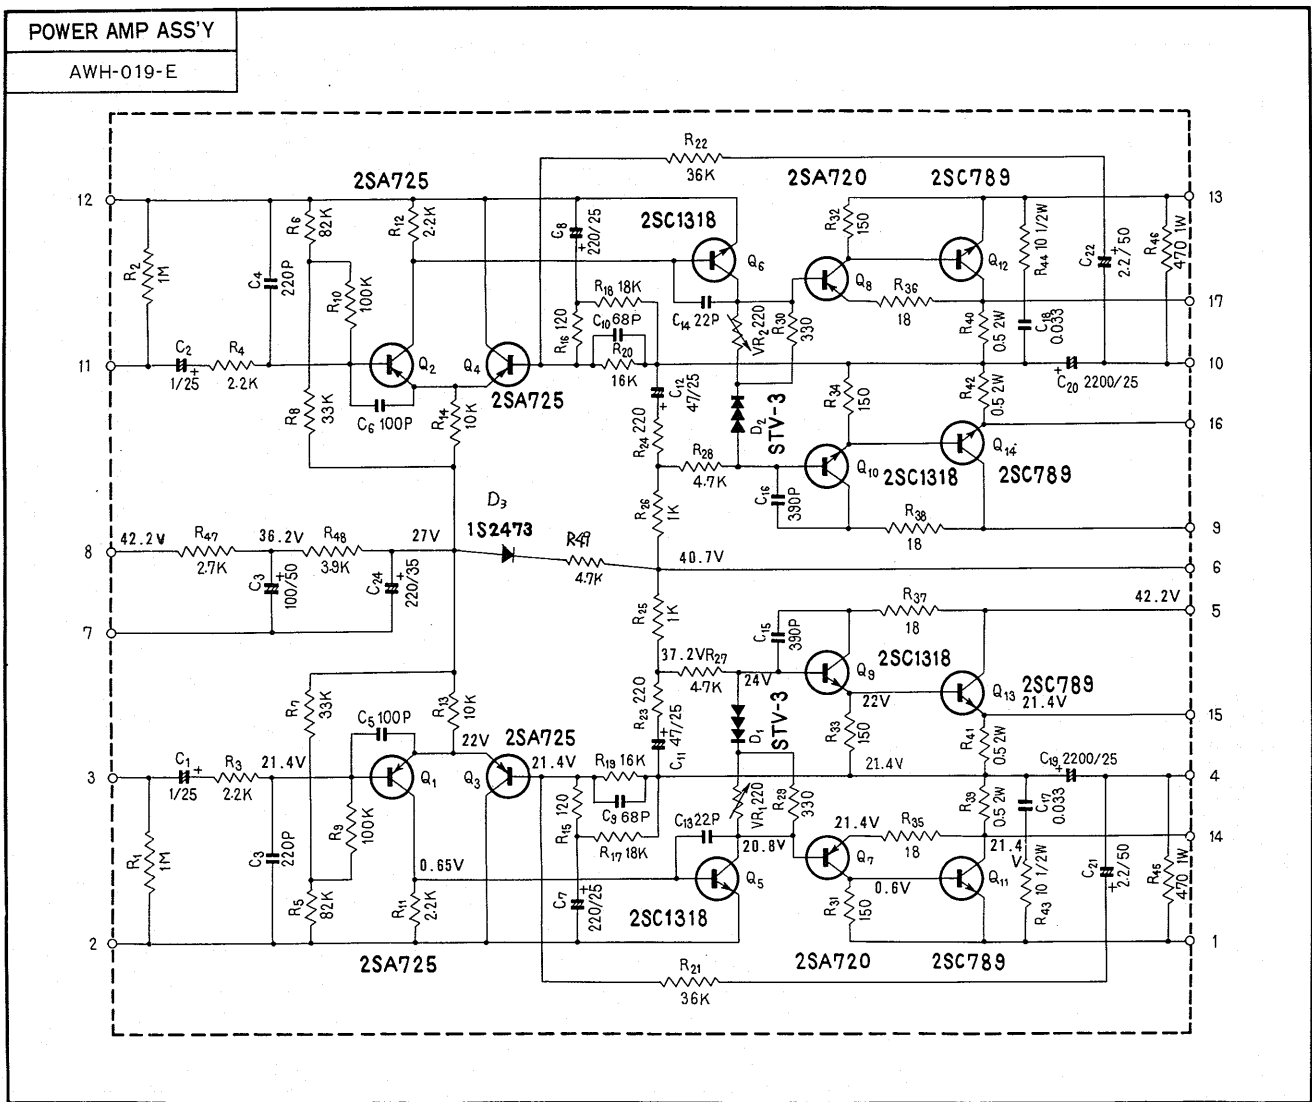 POWER AMP ASS'Y
AWH-019-E
R22
36K
2SA725
2SA720
2SC789
12
13
R6
82K
R12
2.2K
C8
220/25
2SC1318
R32
150
R44 10 1/2W
C22
2.2/50
R46
470 1W
R2
1M
C4
220P
R10
100K
Q6
Q8
Q12
R18 18K
C14 22P
R36
18
17
C10 68P
R16 120
VR2 220
R30
330
R40
0.5 2W
C18
0.033
11
C2
1/25
R4
2.2K
Q2
Q4
R20
16K
10
C20 2200/25
2SA725
C12
47/25
R8
33K
C6 100P
R14
10K
R24 220
D2
STV-3
R34
150
R42
0.5 2W
16
R28
4.7K
Q10
2SC1318
Q14
2SC789
C16
390P
R26
1K
R38
18
9
D3
1S2473
8
42.2V
R47
2.7K
36.2V
R48
3.9K
27V
R49
4.7K
40.7V
6
C3
100/50
C24
220/35
7
R25
1K
C15
390P
R37
18
42.2V
5
37.2V
R27
4.7K
24V
2SC1318
Q9
22V
Q13
2SC789
21.4V
15
R7
33K
C5 100P
R13
10K
R23 220
C11
47/25
D1
STV-3
R33
150
R41
0.5 2W
22V
2SA725
21.4V
3
C1
1/25
R3
2.2K
21.4V
Q1
Q3
R19 16K
21.4V
C19 2200/25
4
C9 68P
R15 120
VR1 220
R29
330
R39
0.5 2W
C17
0.033
R1
1M
C3
220P
R9
100K
C13 22P
R17 18K
20.8V
21.4V
R35
18
21.4
V
14
0.65V
Q5
Q7
Q11
0.6V
R43 10 1/2W
C21
2.2/50
R45
470 1W
R5
82K
R11
2.2K
C7
220/25
2SC1318
R31
150
2
1
2SA725
2SA720
2SC789
R21
36K